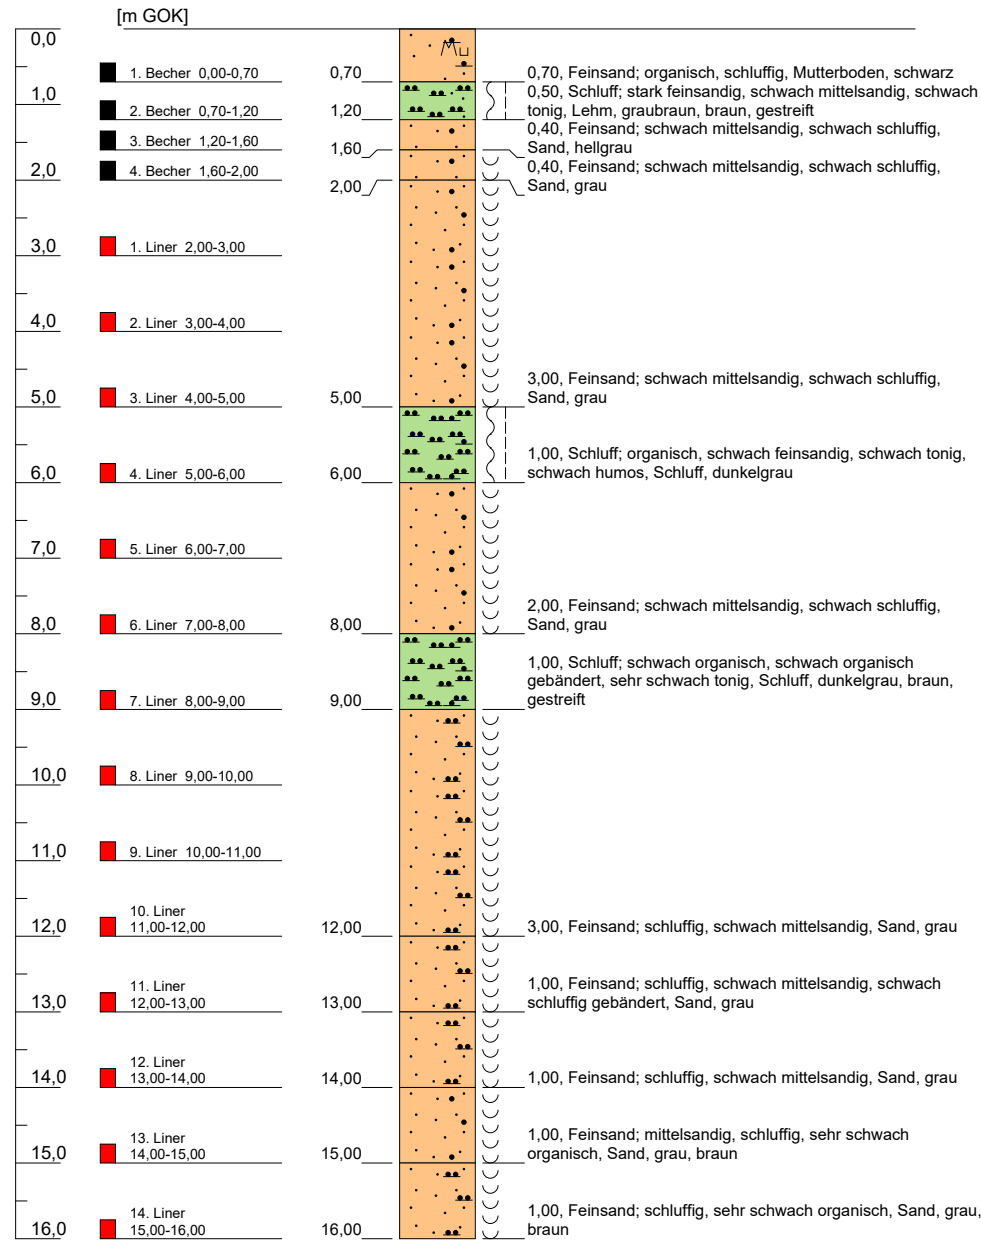 [m GOK]
0,0
1. Becher 0,00-0,70
0,70
0,70, Feinsand; organisch, schluffig, Mutterboden, schwarz
1,0
2. Becher 0,70-1,20
1,20
0,50, Schluff; stark feinsandig, schwach mittelsandig, schwach
tonig, Lehm, graubraun, braun, gestreift
3. Becher 1,20-1,60
1,60
0,40, Feinsand; schwach mittelsandig, schwach schluffig,
Sand, hellgrau
2,0
4. Becher 1,60-2,00
2,00
0,40, Feinsand; schwach mittelsandig, schwach schluffig,
Sand, grau
3,0
1. Liner 2,00-3,00
4,0
2. Liner 3,00-4,00
5,0
3. Liner 4,00-5,00
5,00
3,00, Feinsand; schwach mittelsandig, schwach schluffig,
Sand, grau
6,0
4. Liner 5,00-6,00
6,00
1,00, Schluff; organisch, schwach feinsandig, schwach tonig,
schwach humos, Schluff, dunkelgrau
7,0
5. Liner 6,00-7,00
8,0
6. Liner 7,00-8,00
8,00
2,00, Feinsand; schwach mittelsandig, schwach schluffig,
Sand, grau
9,0
7. Liner 8,00-9,00
9,00
1,00, Schluff; schwach organisch, schwach organisch
gebändert, sehr schwach tonig, Schluff, dunkelgrau, braun,
gestreift
10,0
8. Liner 9,00-10,00
11,0
9. Liner 10,00-11,00
12,0
10. Liner
11,00-12,00
12,00
3,00, Feinsand; schluffig, schwach mittelsandig, Sand, grau
13,0
11. Liner
12,00-13,00
13,00
1,00, Feinsand; schluffig, schwach mittelsandig, schwach
schluffig gebändert, Sand, grau
14,0
12. Liner
13,00-14,00
14,00
1,00, Feinsand; schluffig, schwach mittelsandig, Sand, grau
15,0
13. Liner
14,00-15,00
15,00
1,00, Feinsand; mittelsandig, schluffig, sehr schwach
organisch, Sand, grau, braun
16,0
14. Liner
15,00-16,00
16,00
1,00, Feinsand; schluffig, sehr schwach organisch, Sand, grau,
braun